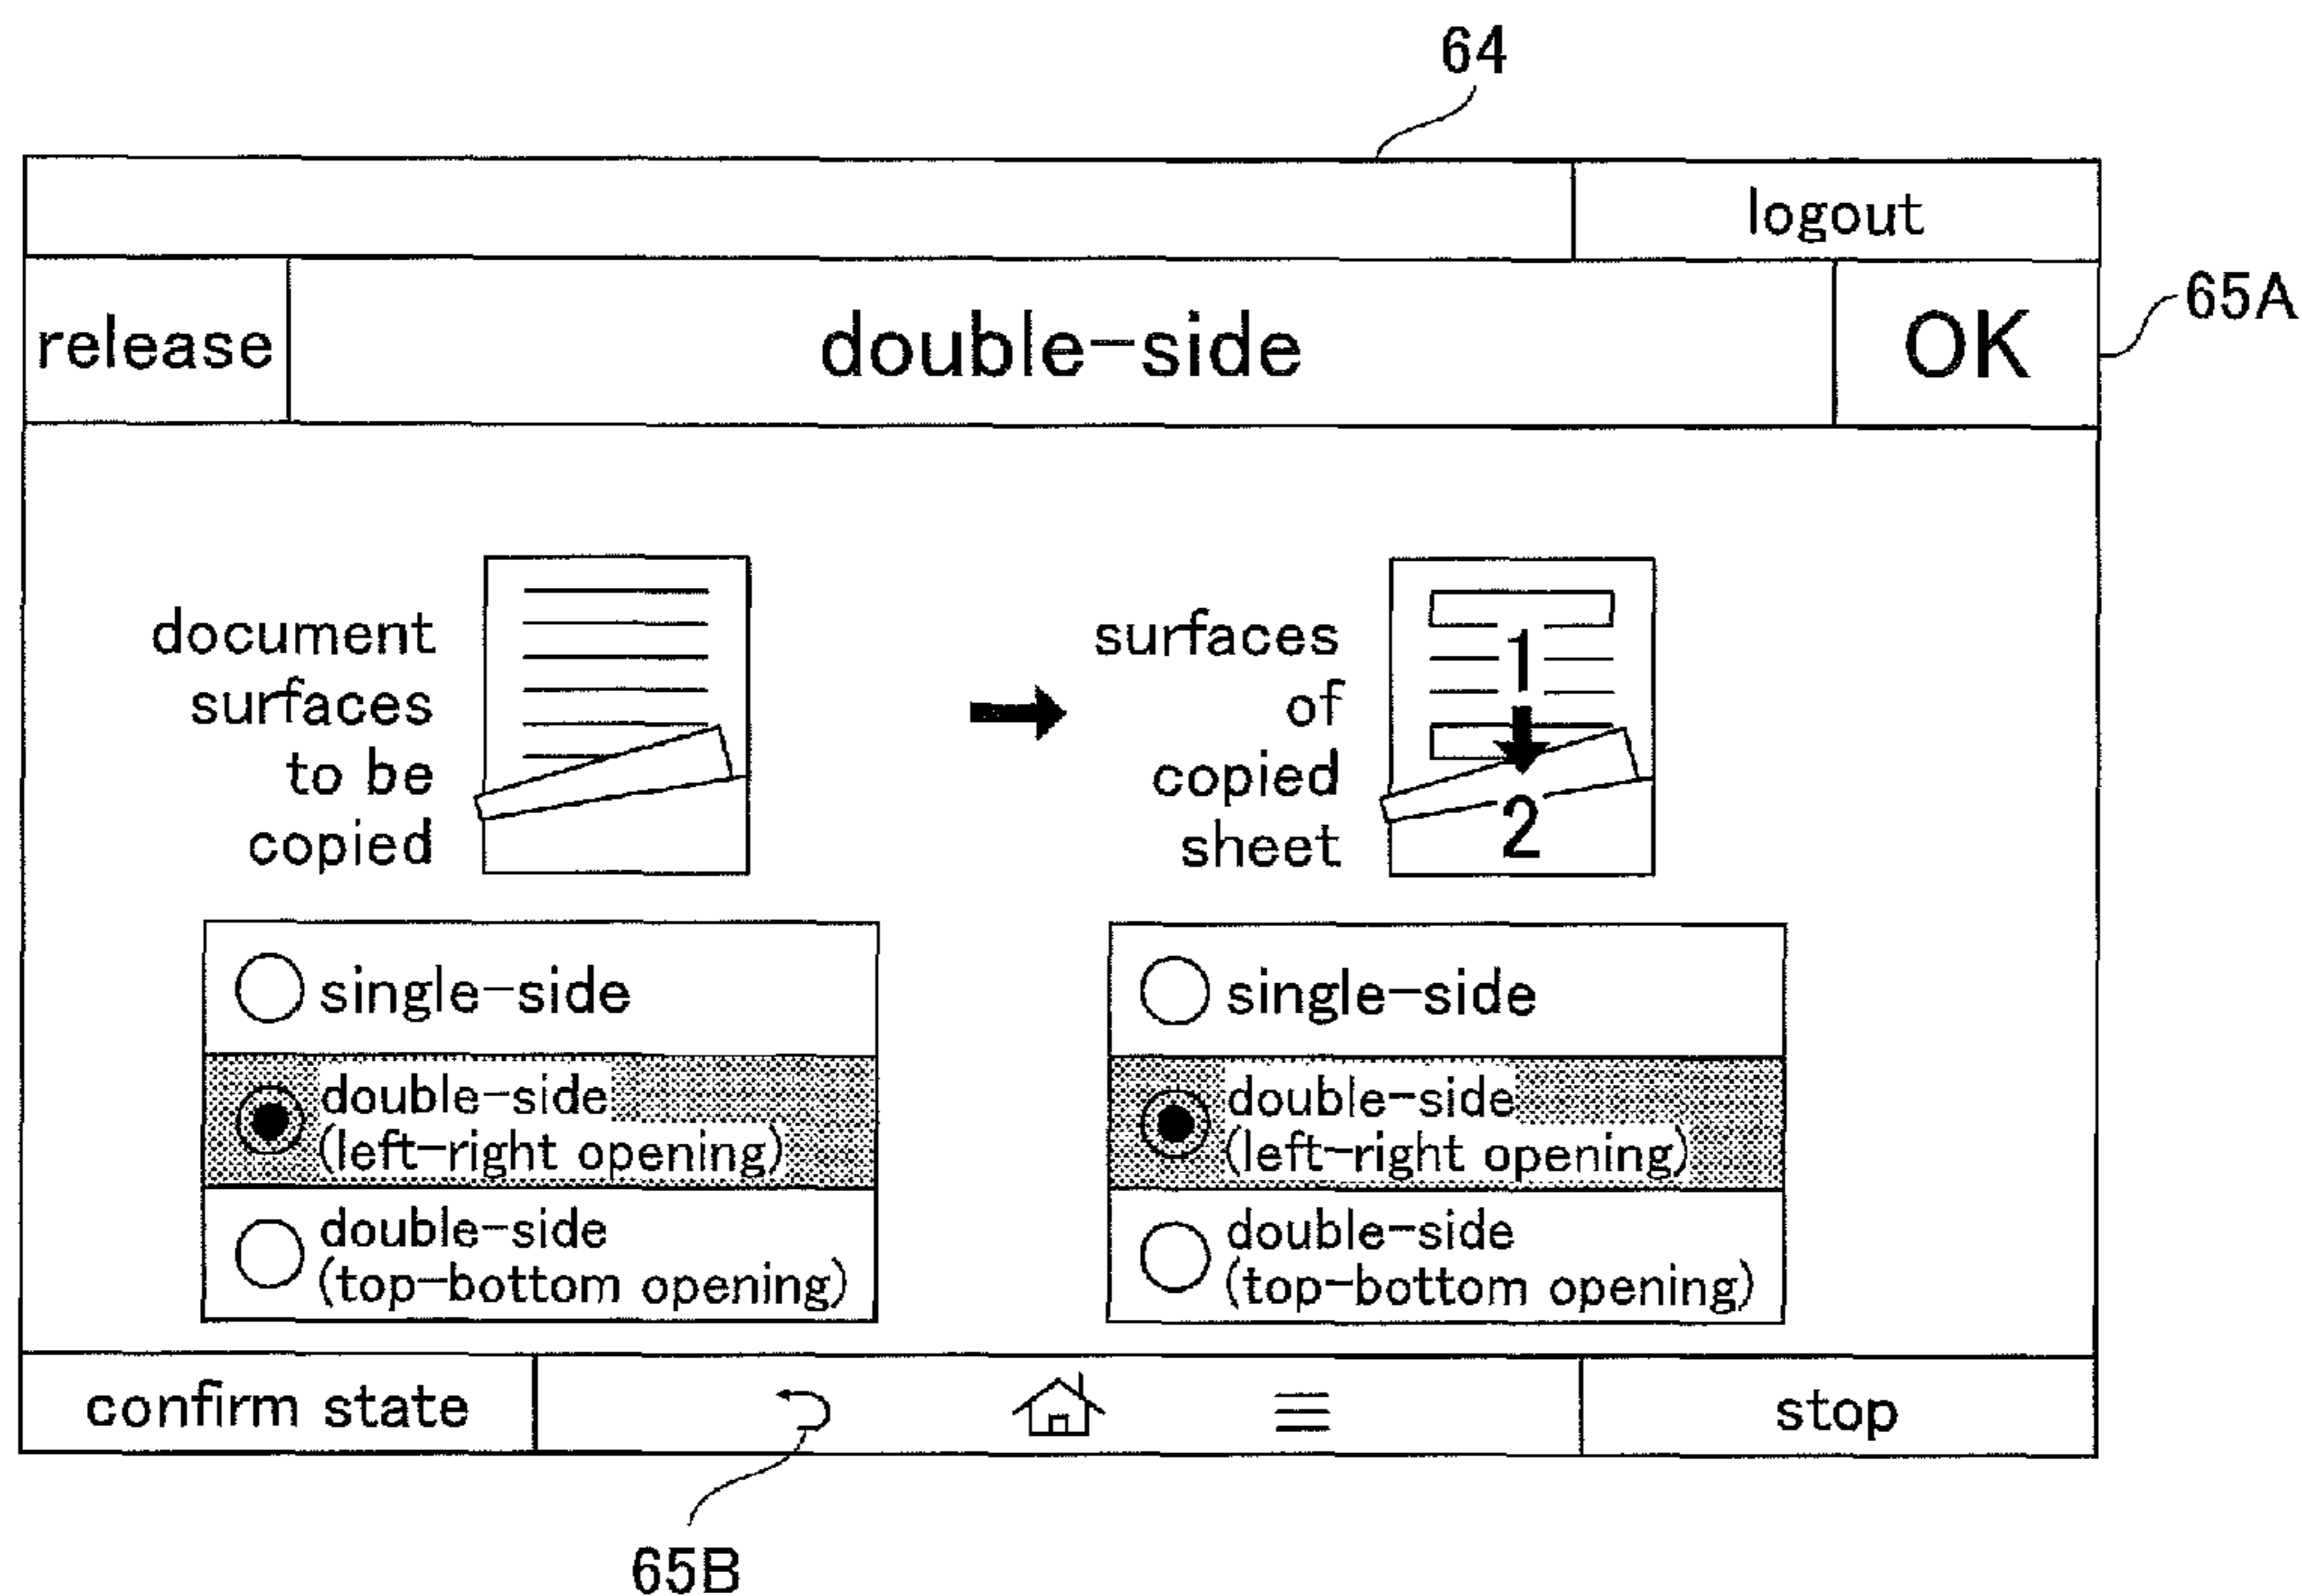 64
logout
65A
release
double-side
OK
document
surfaces
to be
copied
surfaces
of
copied
sheet
1
2
single-side
double-side
(left-right opening)
double-side
(top-bottom opening)
single-side
double-side
(left-right opening)
double-side
(top-bottom opening)
confirm state
stop
65B